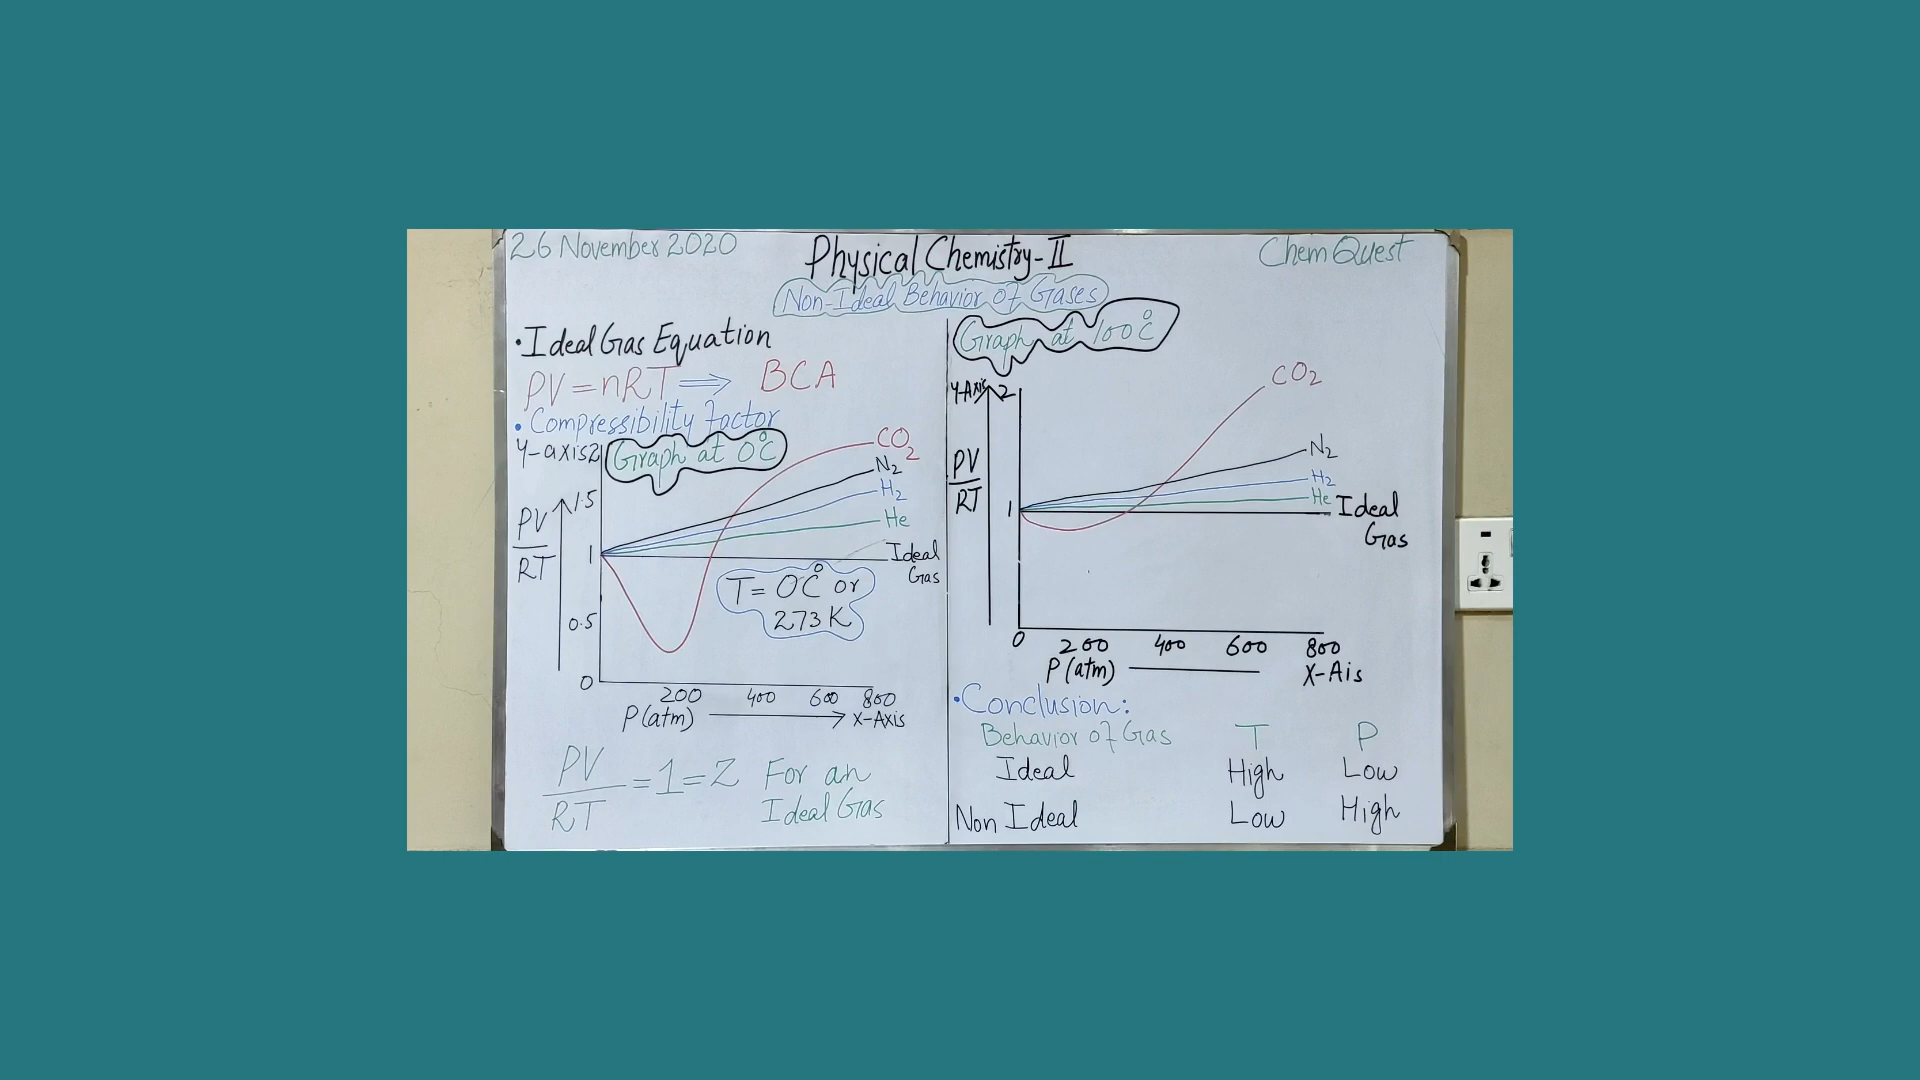 26 November 2020
Physical Chemistry-II
Chem Quest
Non-Ideal Behavior of Gases
• Ideal Gas Equation
PV = nRT ⟹ BCA
• Compressibility factor
Y-axis
Graph at 0°C
2
1.5
1
0.5
0
PV
RT
CO2
N2
H2
He
Ideal
Gas
T = 0°C or
273 K
200 400 600 800
P(atm) X-Axis
PV/RT = 1 = Z For an
Ideal Gas
Graph at 100°C
Y-Axis
2
1
0
PV
RT
CO2
N2
H2
He
Ideal
Gas
200 400 600 800
P(atm) X-Ais
• Conclusion:
Behavior of Gas T P
Ideal High Low
Non Ideal Low High